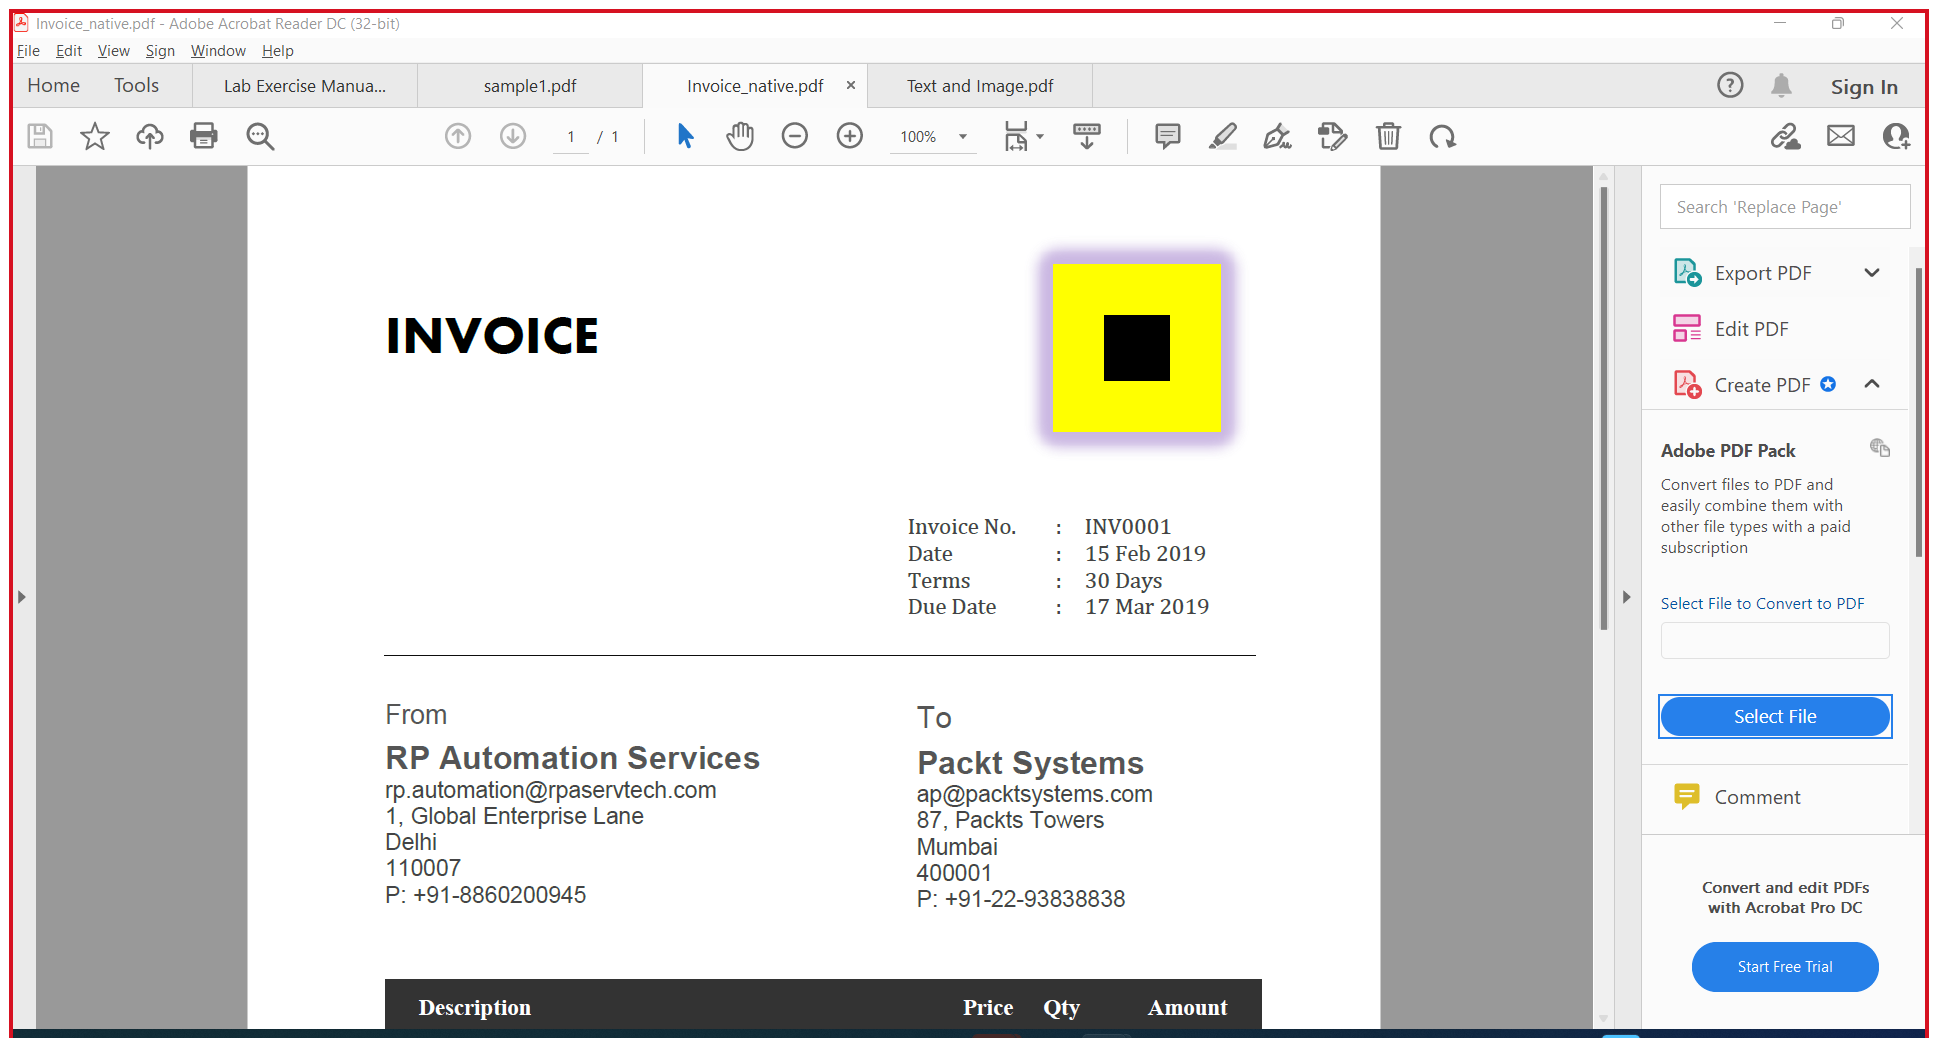 Invoice_native.pdf - Adobe Acrobat Reader DC (32-bit)
File Edit View Sign Window Help
Home Tools Lab Exercise Manua... sample1.pdf Invoice_native.pdf × Text and Image.pdf ? Sign In
1 / 1 100%
Search 'Replace Page'
Export PDF
Edit PDF
Create PDF
Adobe PDF Pack
Convert files to PDF and
easily combine them with
other file types with a paid
subscription
Select File to Convert to PDF
Select File
Comment
Convert and edit PDFs
with Acrobat Pro DC
Start Free Trial
INVOICE
Invoice No. : INV0001
Date : 15 Feb 2019
Terms : 30 Days
Due Date : 17 Mar 2019
From
RP Automation Services
rp.automation@rpaservtech.com
1, Global Enterprise Lane
Delhi
110007
P: +91-8860200945
To
Packt Systems
ap@packtsystems.com
87, Packts Towers
Mumbai
400001
P: +91-22-93838838
Description Price Qty Amount